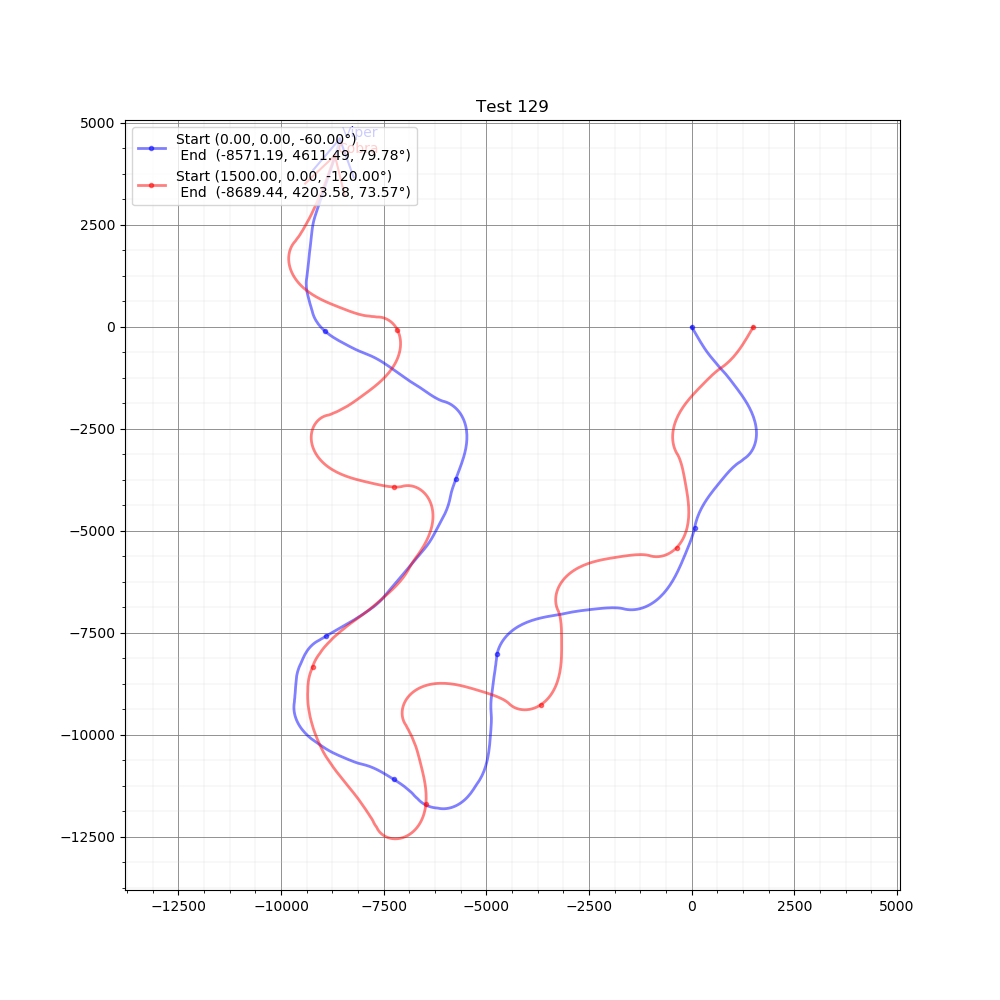 Test 129
Viper
Start (0.00, 0.00, -60.00°)
End (-8571.19, 4611.49, 79.78°)
Start (1500.00, 0.00, -120.00°)
End (-8689.44, 4203.58, 73.57°)
5000
2500
0
−2500
−5000
−7500
−10000
−12500
−12500 −10000 −7500 −5000 −2500 0 2500 5000